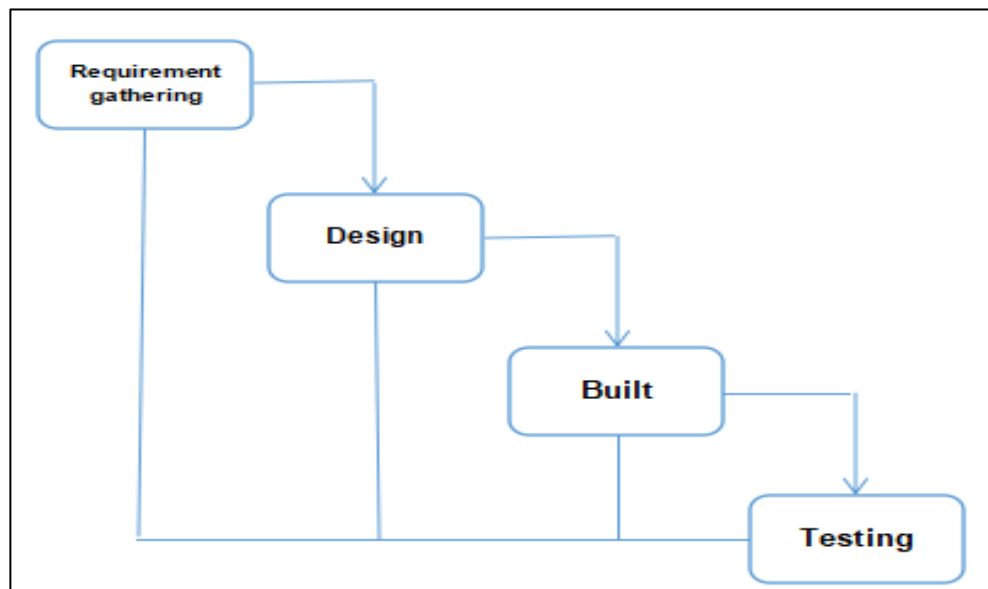 Requirement
gathering
Design
Built
Testing